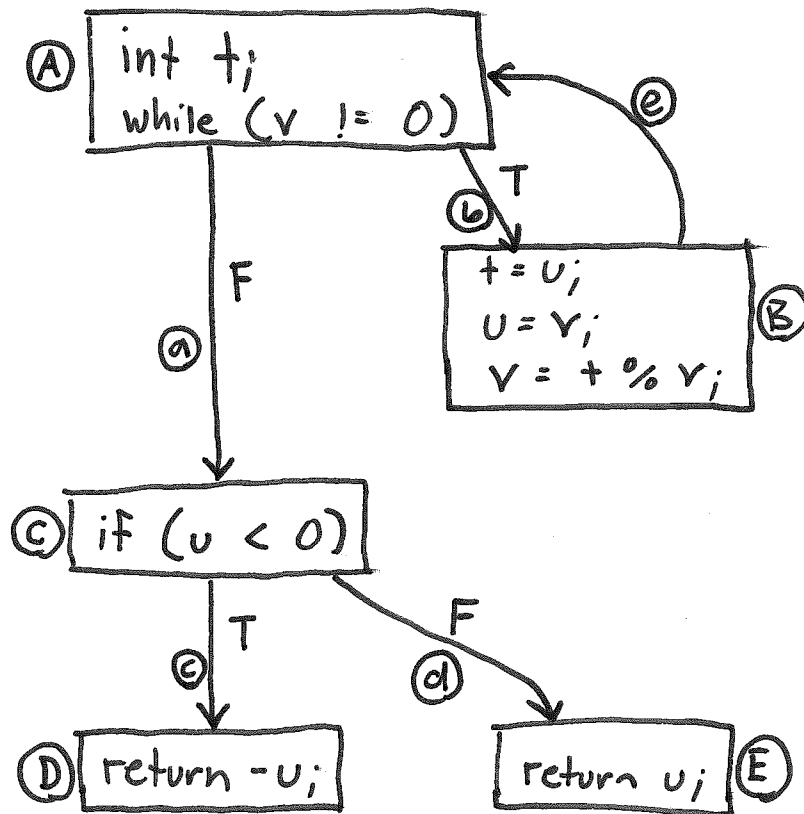 A
int t;
while (v != 0)
e
T
b
F
a
t = u;
u = v;
v = t % v;
B
C
if (u < 0)
T
c
F
d
D
return -u;
return u;
E